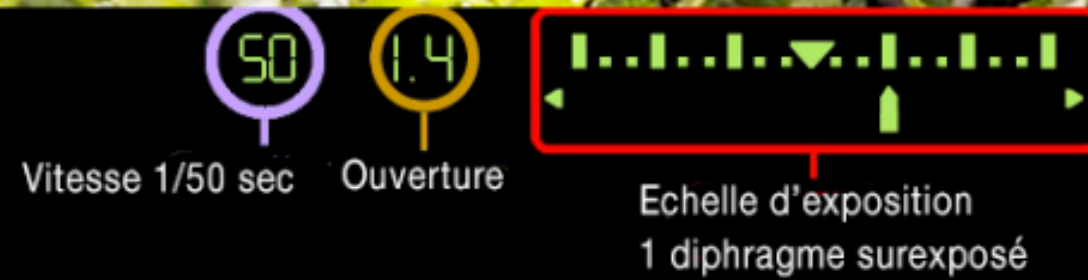 50 1.4
Vitesse 1/50 sec Ouverture
Echelle d'exposition
1 diphragme surexposé